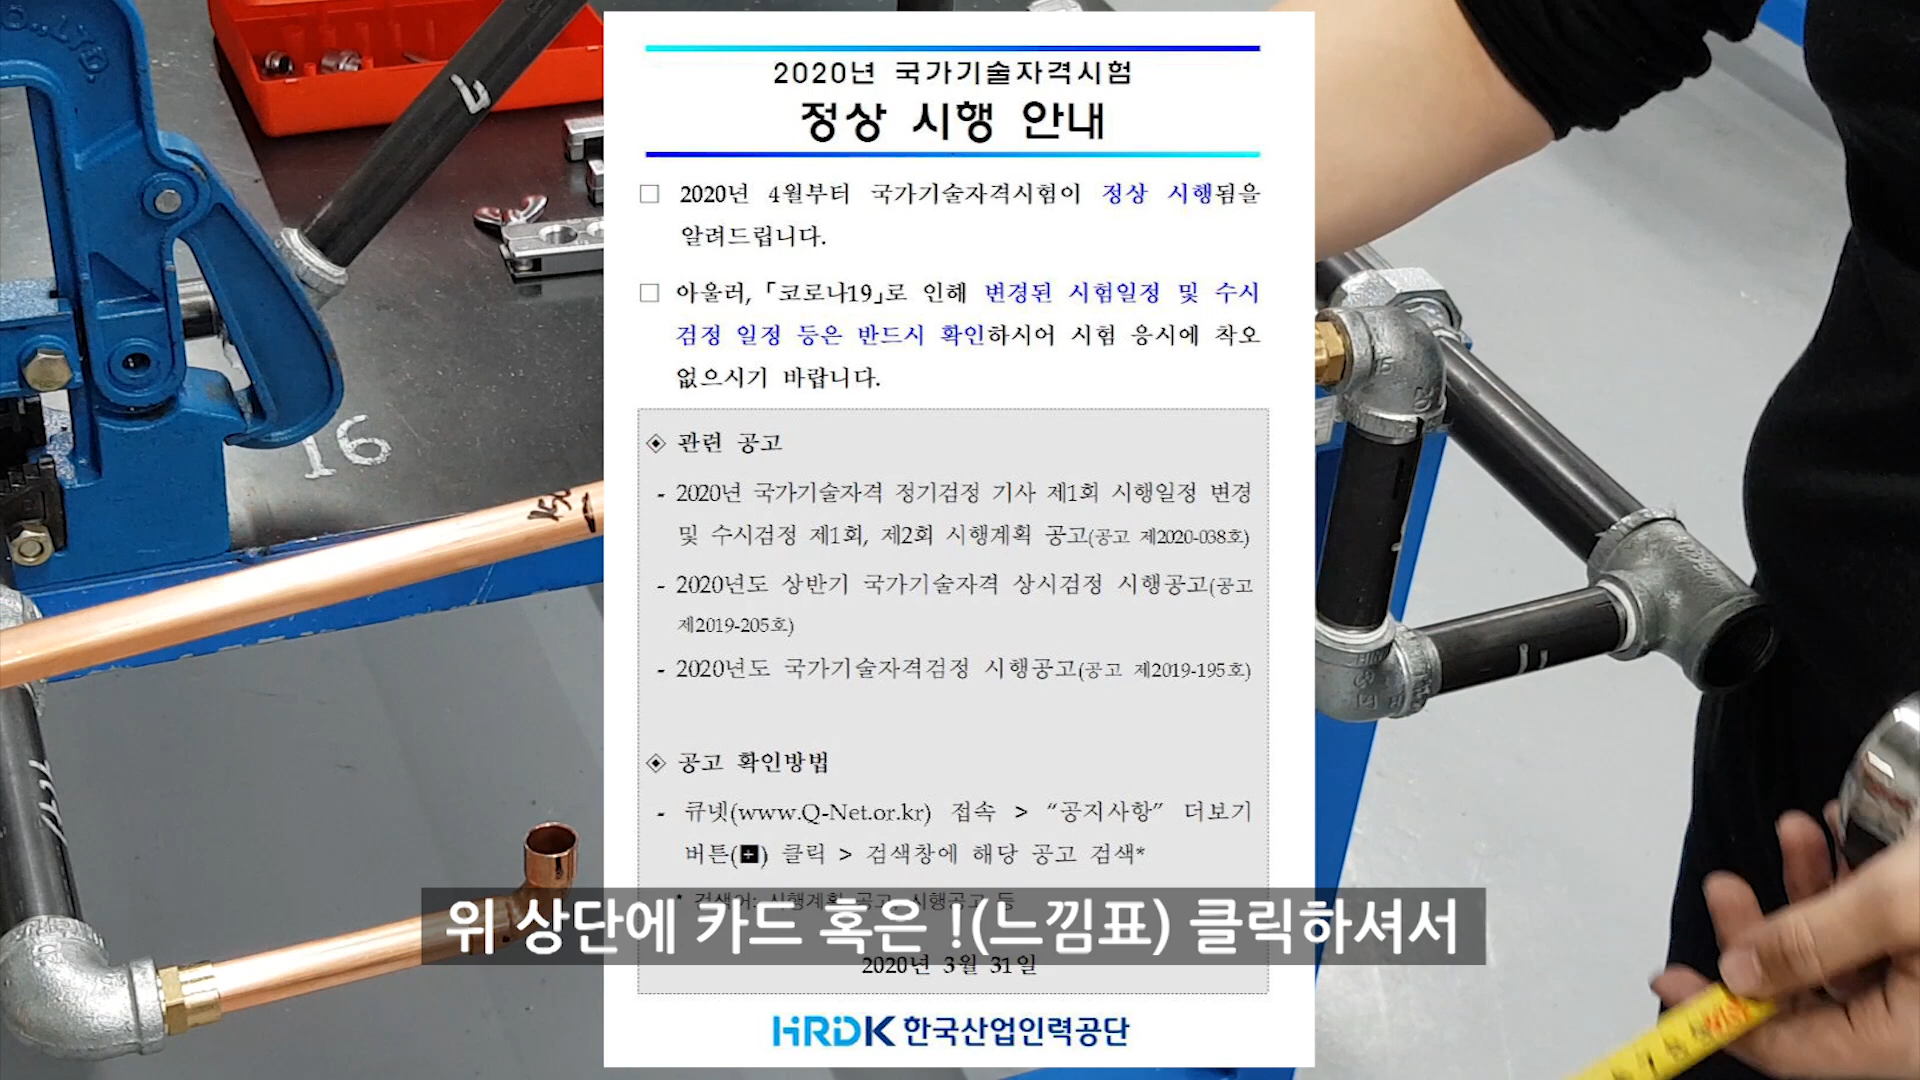 2020년 국가기술자격시험
정상 시행 안내
□ 2020년 4월부터 국가기술자격시험이 정상 시행됨을
알려드립니다.
□ 아울러, 「코로나19」로 인해 변경된 시험일정 및 수시
검정 일정 등은 반드시 확인하시어 시험 응시에 착오
없으시기 바랍니다.
◈ 관련 공고
- 2020년 국가기술자격 정기검정 기사 제1회 시행일정 변경
및 수시검정 제1회, 제2회 시행계획 공고(공고 제2020-038호)
- 2020년도 상반기 국가기술자격 상시검정 시행공고(공고
제2019-205호)
- 2020년도 국가기술자격검정 시행공고(공고 제2019-195호)
◈ 공고 확인방법
- 큐넷(www.Q-Net.or.kr) 접속 > “공지사항” 더보기
버튼(+) 클릭 > 검색창에 해당 공고 검색*
* 검색어: 시행계획 공고, 시행공고 등
위 상단에 카드 혹은 !(느낌표) 클릭하셔서
2020년 3월 31일
HRDK 한국산업인력공단
16